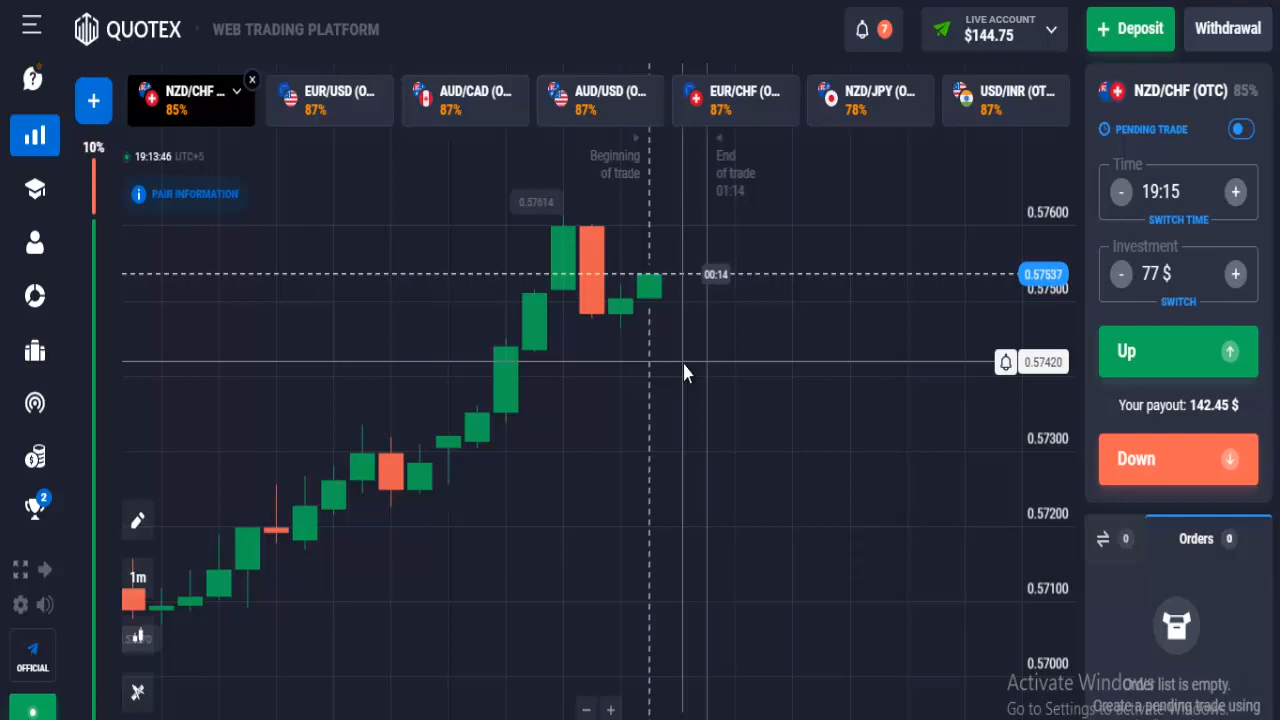 QUOTEX
WEB TRADING PLATFORM
7
LIVE ACCOUNT
$144.75
+ Deposit
Withdrawal
?
+
NZD/CHF ...
85%
x
EUR/USD (O...
87%
AUD/CAD (O...
87%
AUD/USD (O...
87%
EUR/CHF (O...
87%
NZD/JPY (O...
78%
USD/INR (OT...
87%
NZD/CHF (OTC) 85%
10%
19:13:46 UTC+5
PAIR INFORMATION
Beginning
of trade
End
of trade
01:14
PENDING TRADE
Time
- 19:15 +
SWITCH TIME
Investment
- 77 $ +
SWITCH
Up
Your payout: 142.45 $
Down
0.57614
00:14
0.57600
0.57537
0.57500
0.57420
0.57300
0.57200
0.57100
0.57000
2
1m
OFFICIAL
- +
0
Orders 0
Order list is empty.
Create a pending trade using
Activate Windows
Go to Settings to activate Windows.